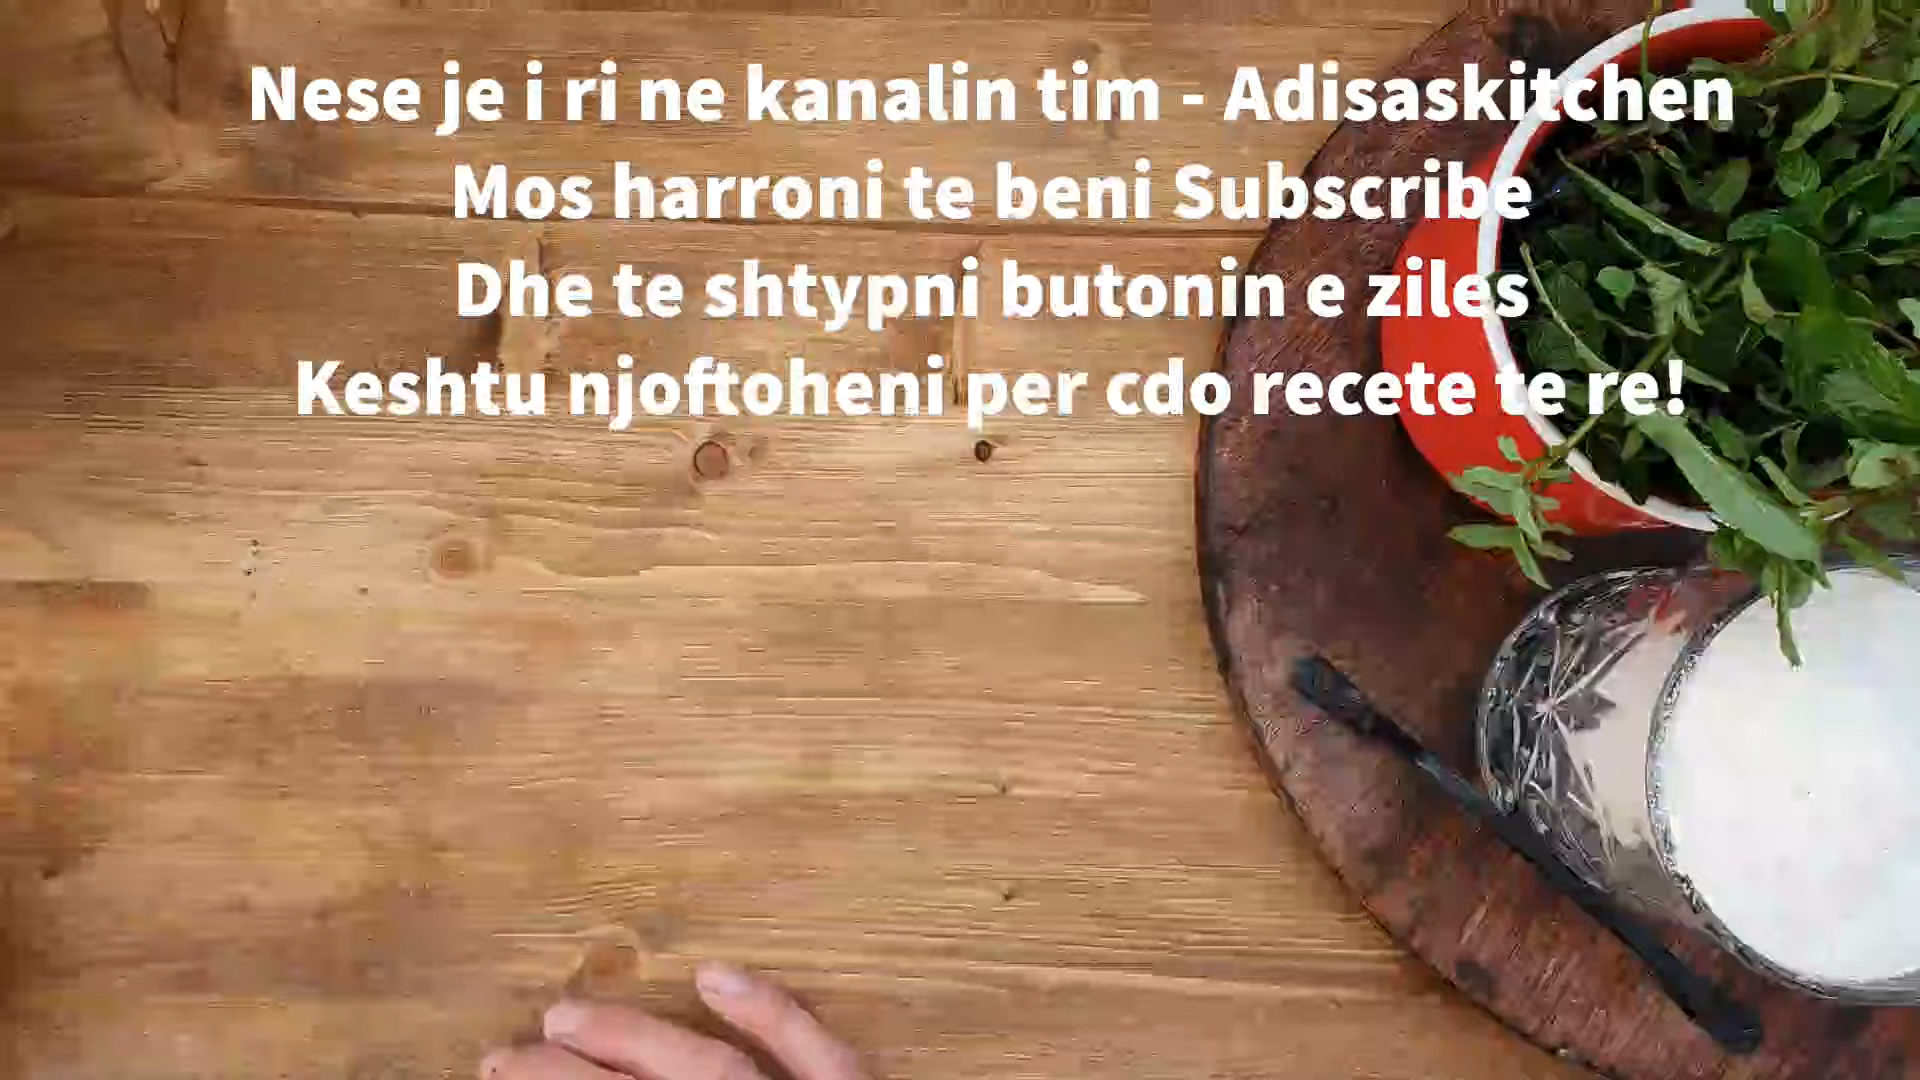 Nese je i ri ne kanalin tim - Adisaskitchen
Mos harroni te beni Subscribe
Dhe te shtypni butonin e ziles
Keshtu njoftoheni per cdo recete te re!